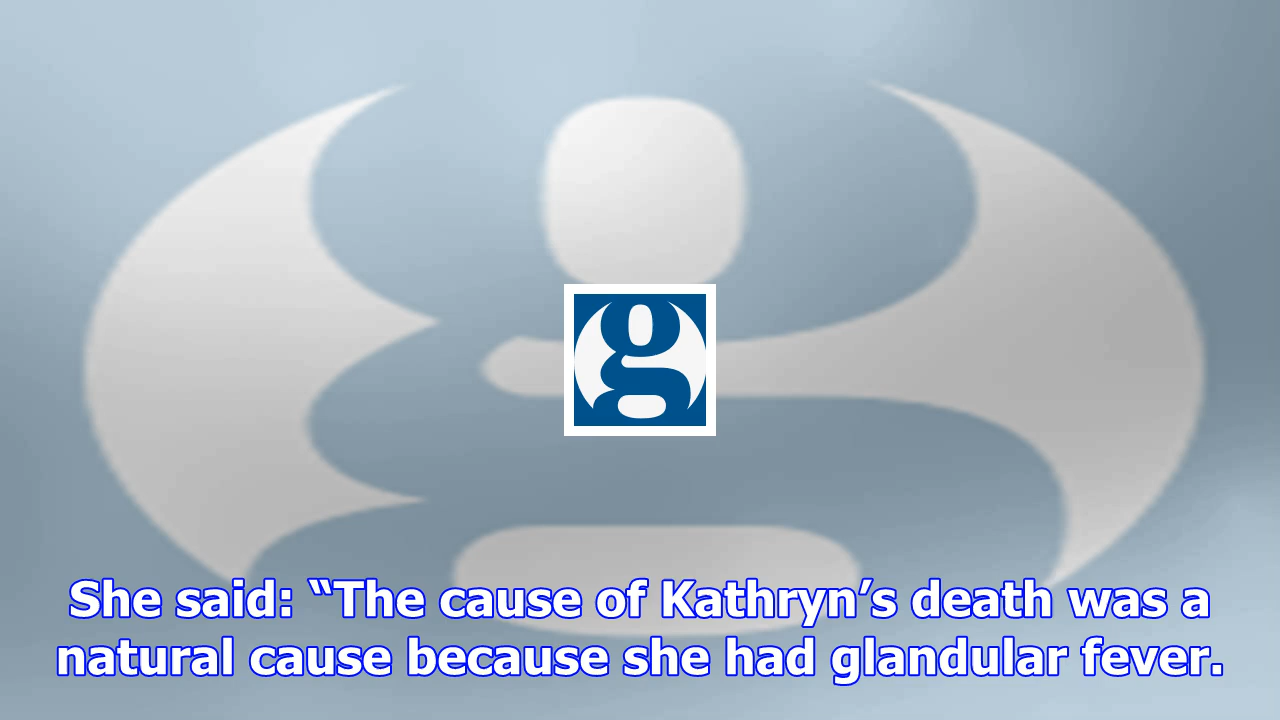 g
She said: “The cause of Kathryn’s death was a
natural cause because she had glandular fever.